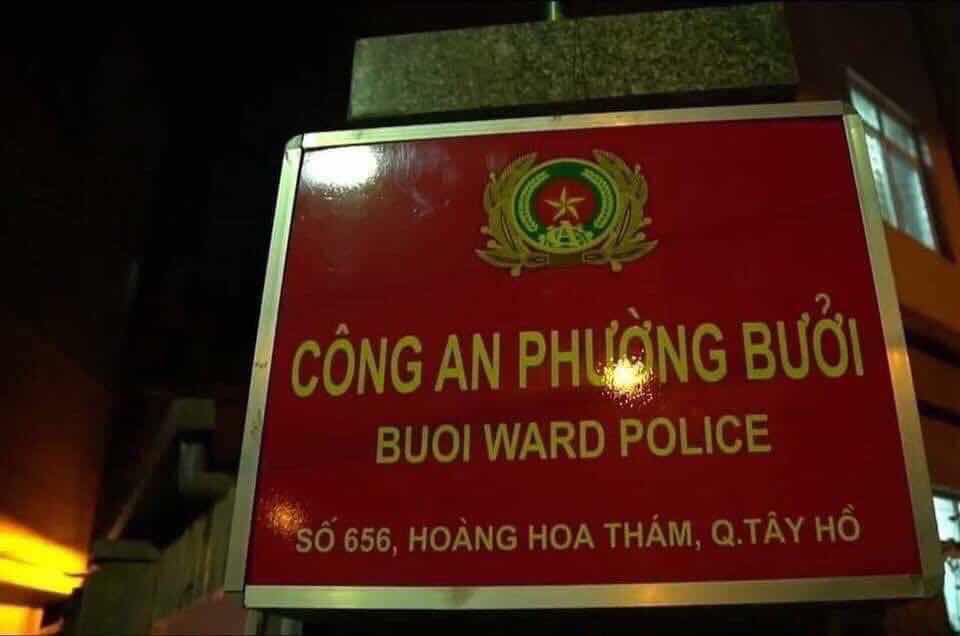 CÔNG AN PHƯỜNG BƯỞI
BUOI WARD POLICE
SỐ 656, HOÀNG HOA THÁM, Q.TÂY HỒ